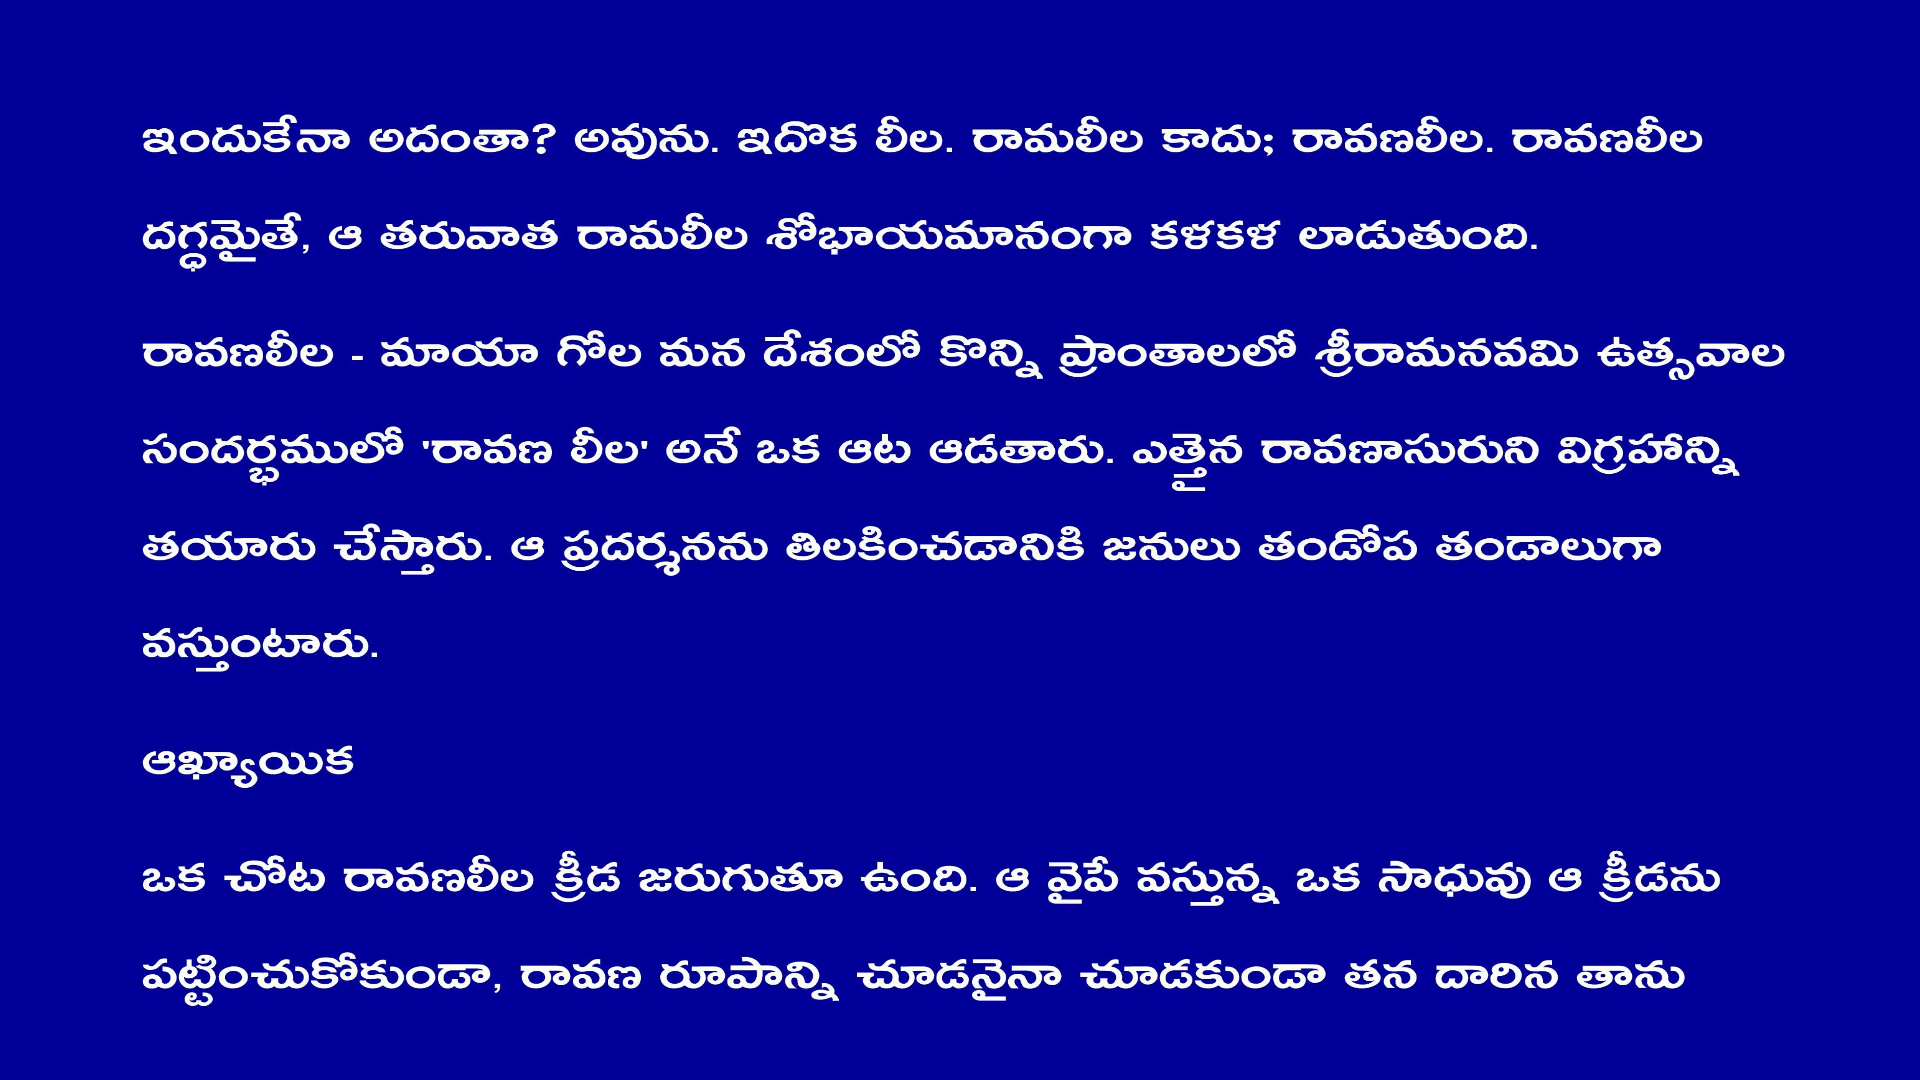 ఇందుకేనా అదంతా? అవును. ఇదొక లీల. రామలీల కాదు; రావణలీల. రావణలీల
దగ్ధమైతే, ఆ తరువాత రామలీల శోభాయమానంగా కళకళ లాడుతుంది.
రావణలీల - మాయా గోల మన దేశంలో కొన్ని ప్రాంతాలలో శ్రీరామనవమి ఉత్సవాల
సందర్భములో 'రావణ లీల' అనే ఒక ఆట ఆడతారు. ఎత్తైన రావణాసురుని విగ్రహాన్ని
తయారు చేస్తారు. ఆ ప్రదర్శనను తిలకించడానికి జనులు తండోప తండాలుగా
వస్తుంటారు.
ఆఖ్యాయిక
ఒక చోట రావణలీల క్రీడ జరుగుతూ ఉంది. ఆ వైపే వస్తున్న ఒక సాధువు ఆ క్రీడను
పట్టించుకోకుండా, రావణ రూపాన్ని చూడనైనా చూడకుండా తన దారిన తాను